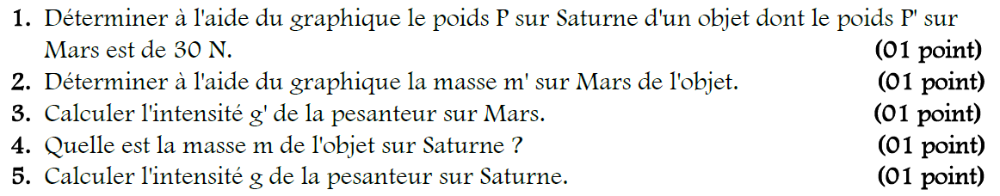 1. Déterminer à l'aide du graphique le poids P sur Saturne d'un objet dont le poids P' sur
Mars est de 30 N. (01 point)
2. Déterminer à l'aide du graphique la masse m' sur Mars de l'objet. (01 point)
3. Calculer l'intensité g' de la pesanteur sur Mars. (01 point)
4. Quelle est la masse m de l'objet sur Saturne ? (01 point)
5. Calculer l'intensité g de la pesanteur sur Saturne. (01 point)